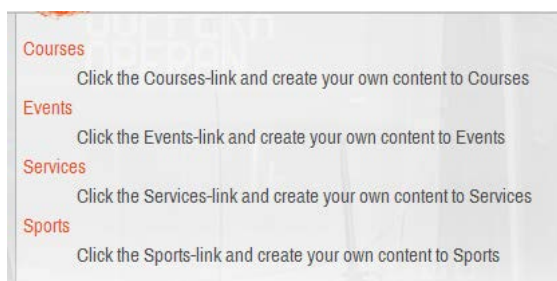 Courses
Click the Courses-link and create your own content to Courses
Events
Click the Events-link and create your own content to Events
Services
Click the Services-link and create your own content to Services
Sports
Click the Sports-link and create your own content to Sports